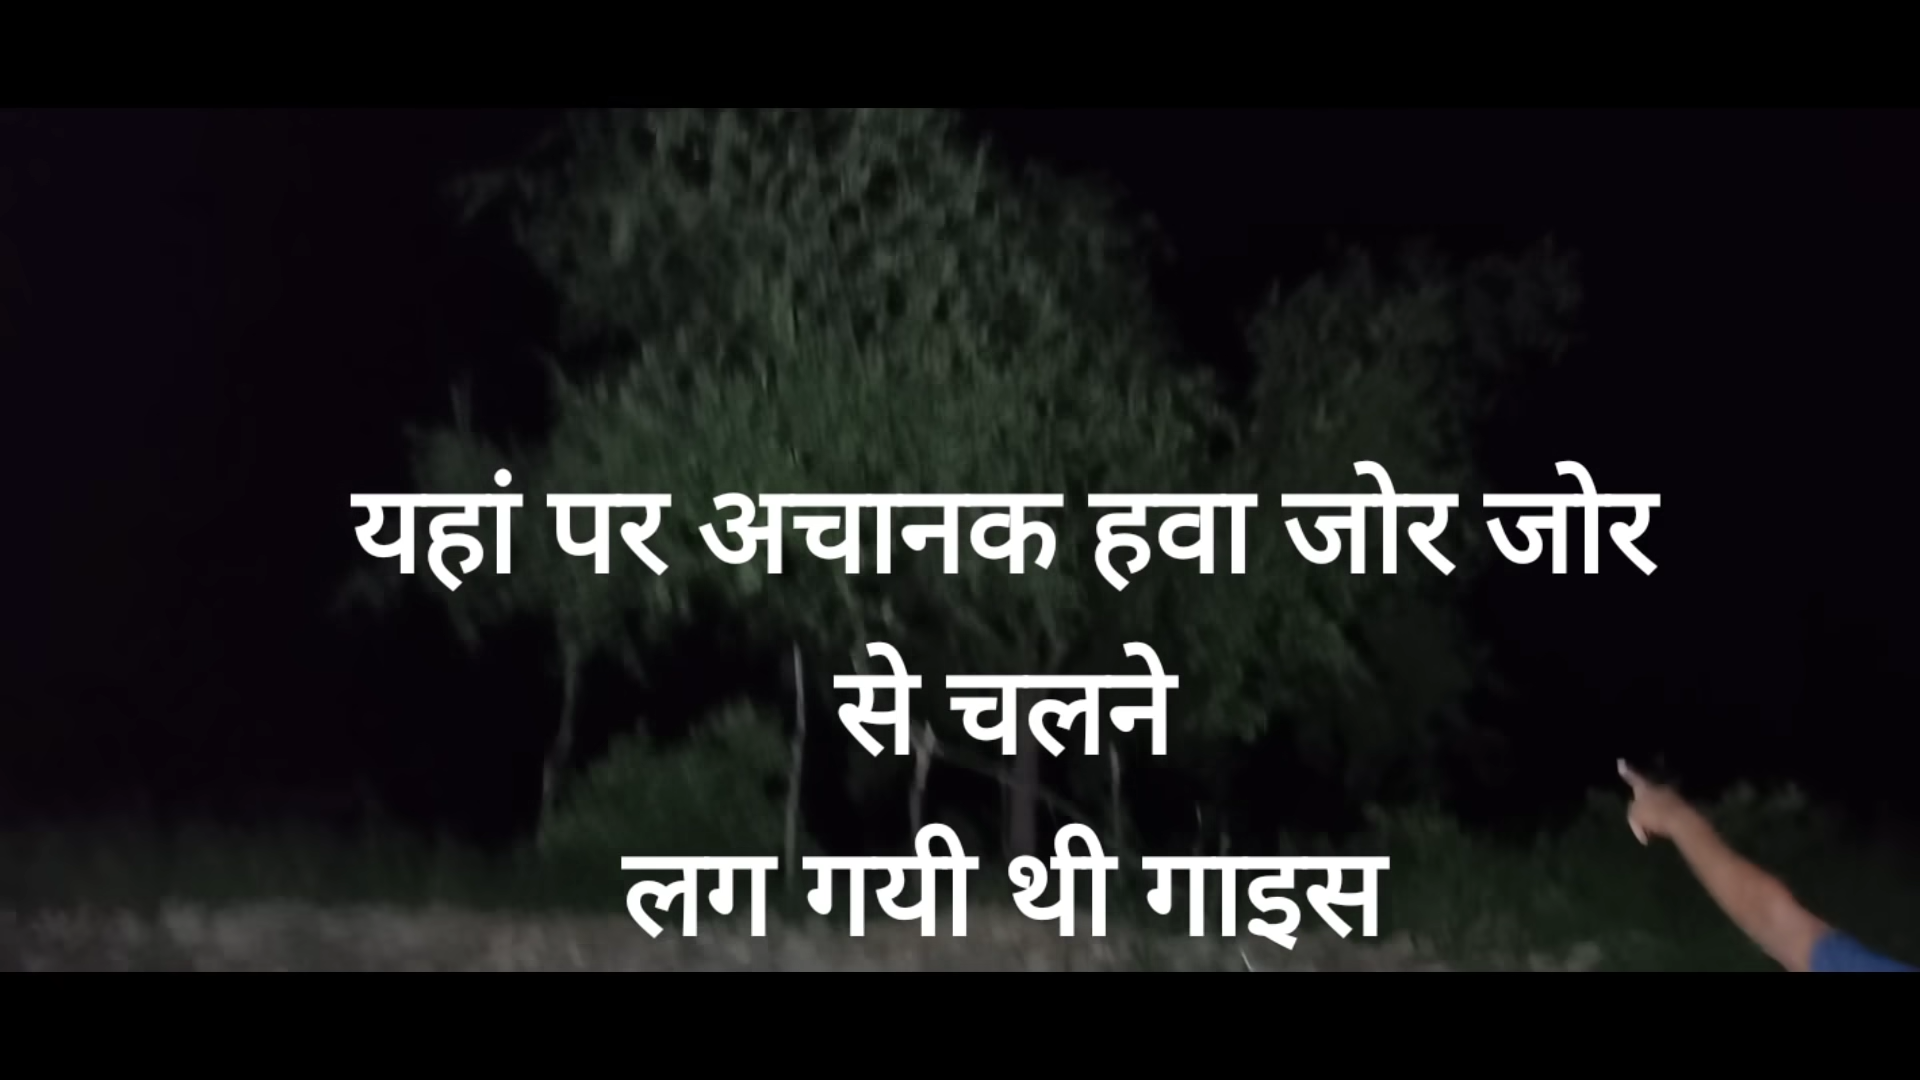 यहां पर अचानक हवा जोर जोर
से चलने
लग गयी थी गाइस